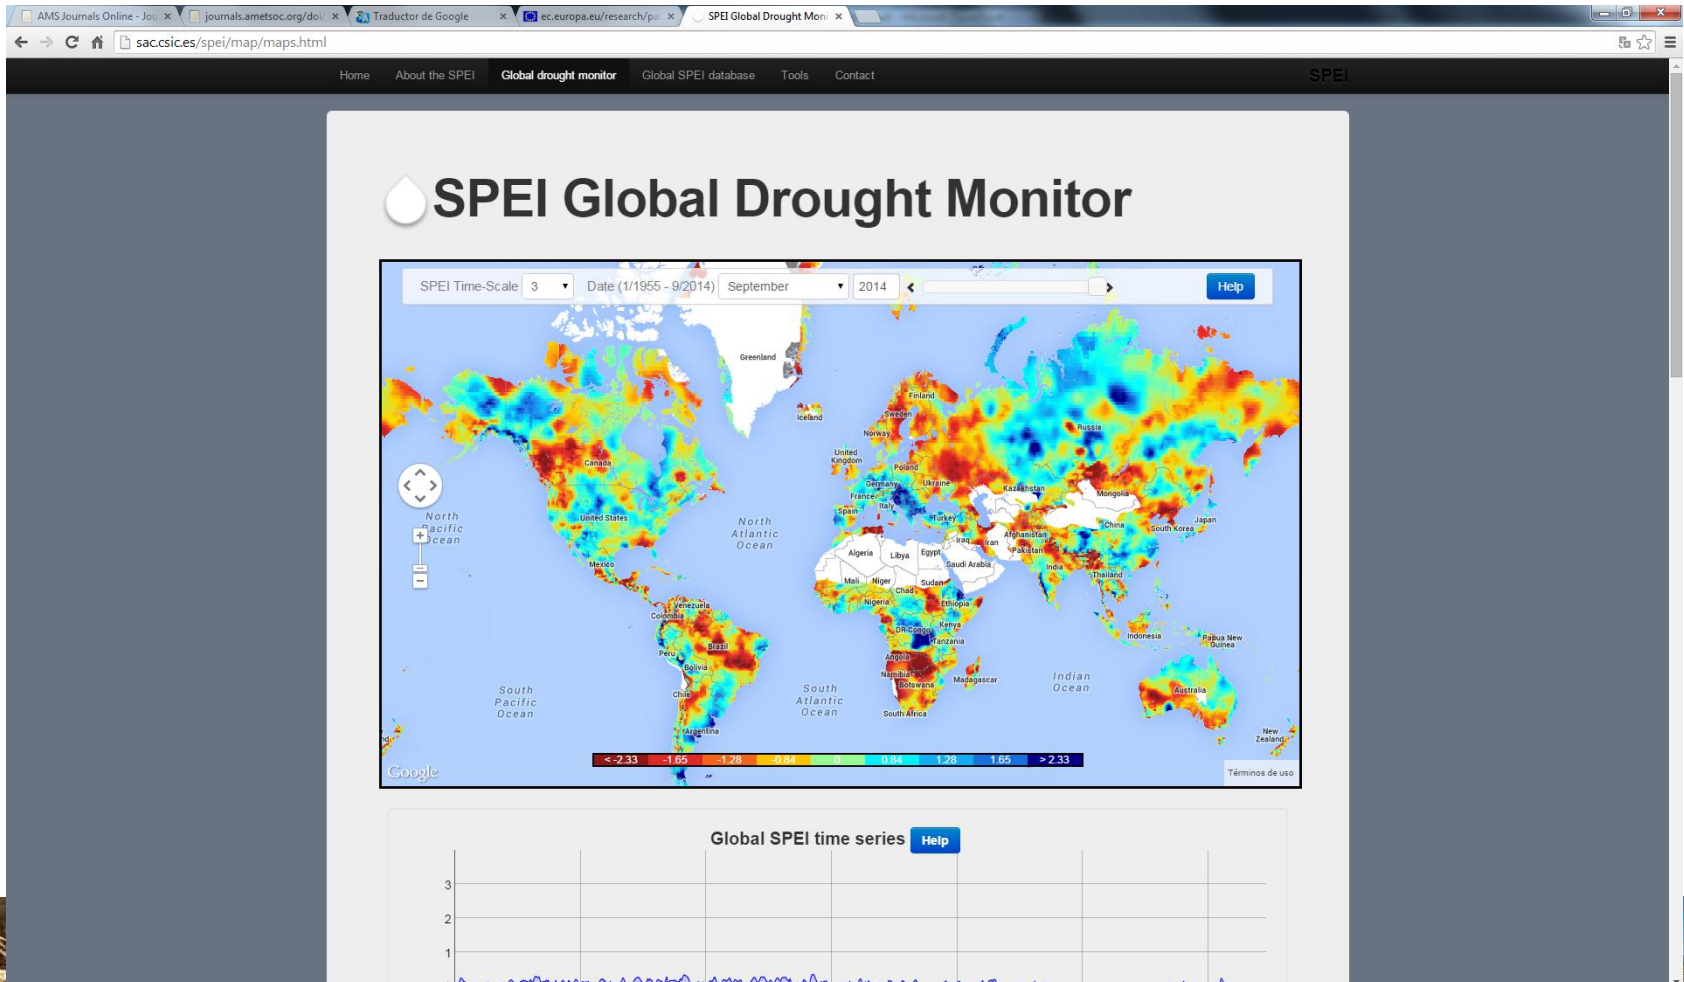 AMS Journals Online - Jou
journals.ametsoc.org/doi/
Traductor de Google
ec.europa.eu/research/pa
SPEI Global Drought Moni
sac.csic.es/spei/map/maps.html
Home About the SPEI Global drought monitor Global SPEI database Tools Contact SPEI
SPEI Global Drought Monitor
SPEI Time-Scale 3 Date (1/1955 - 9/2014) September 2014 Help
Greenland
Finland
Iceland
Sweden
Norway
Russia
United Kingdom
Canada
Poland
Germany
Ukraine
Kazakhstan
Mongolia
France
Italy
Spain
Turkey
North Pacific Ocean
United States
North Atlantic Ocean
China
South Korea
Japan
Algeria
Libya
Egypt
Iraq
Iran
Afghanistan
Pakistan
Saudi Arabia
Mexico
Mali
Niger
Chad
Sudan
India
Thailand
Nigeria
Ethiopia
Venezuela
Colombia
DR Congo
Kenya
Tanzania
Indonesia
Papua New Guinea
Peru
Brazil
Bolivia
Angola
Namibia
Botswana
Madagascar
Indian Ocean
South Pacific Ocean
Chile
South Atlantic Ocean
South Africa
Australia
Argentina
New Zealand
< -2.33 -1.65 -1.28 -0.84 0 0.84 1.28 1.65 > 2.33
Google
Términos de uso
Global SPEI time series Help
3
2
1